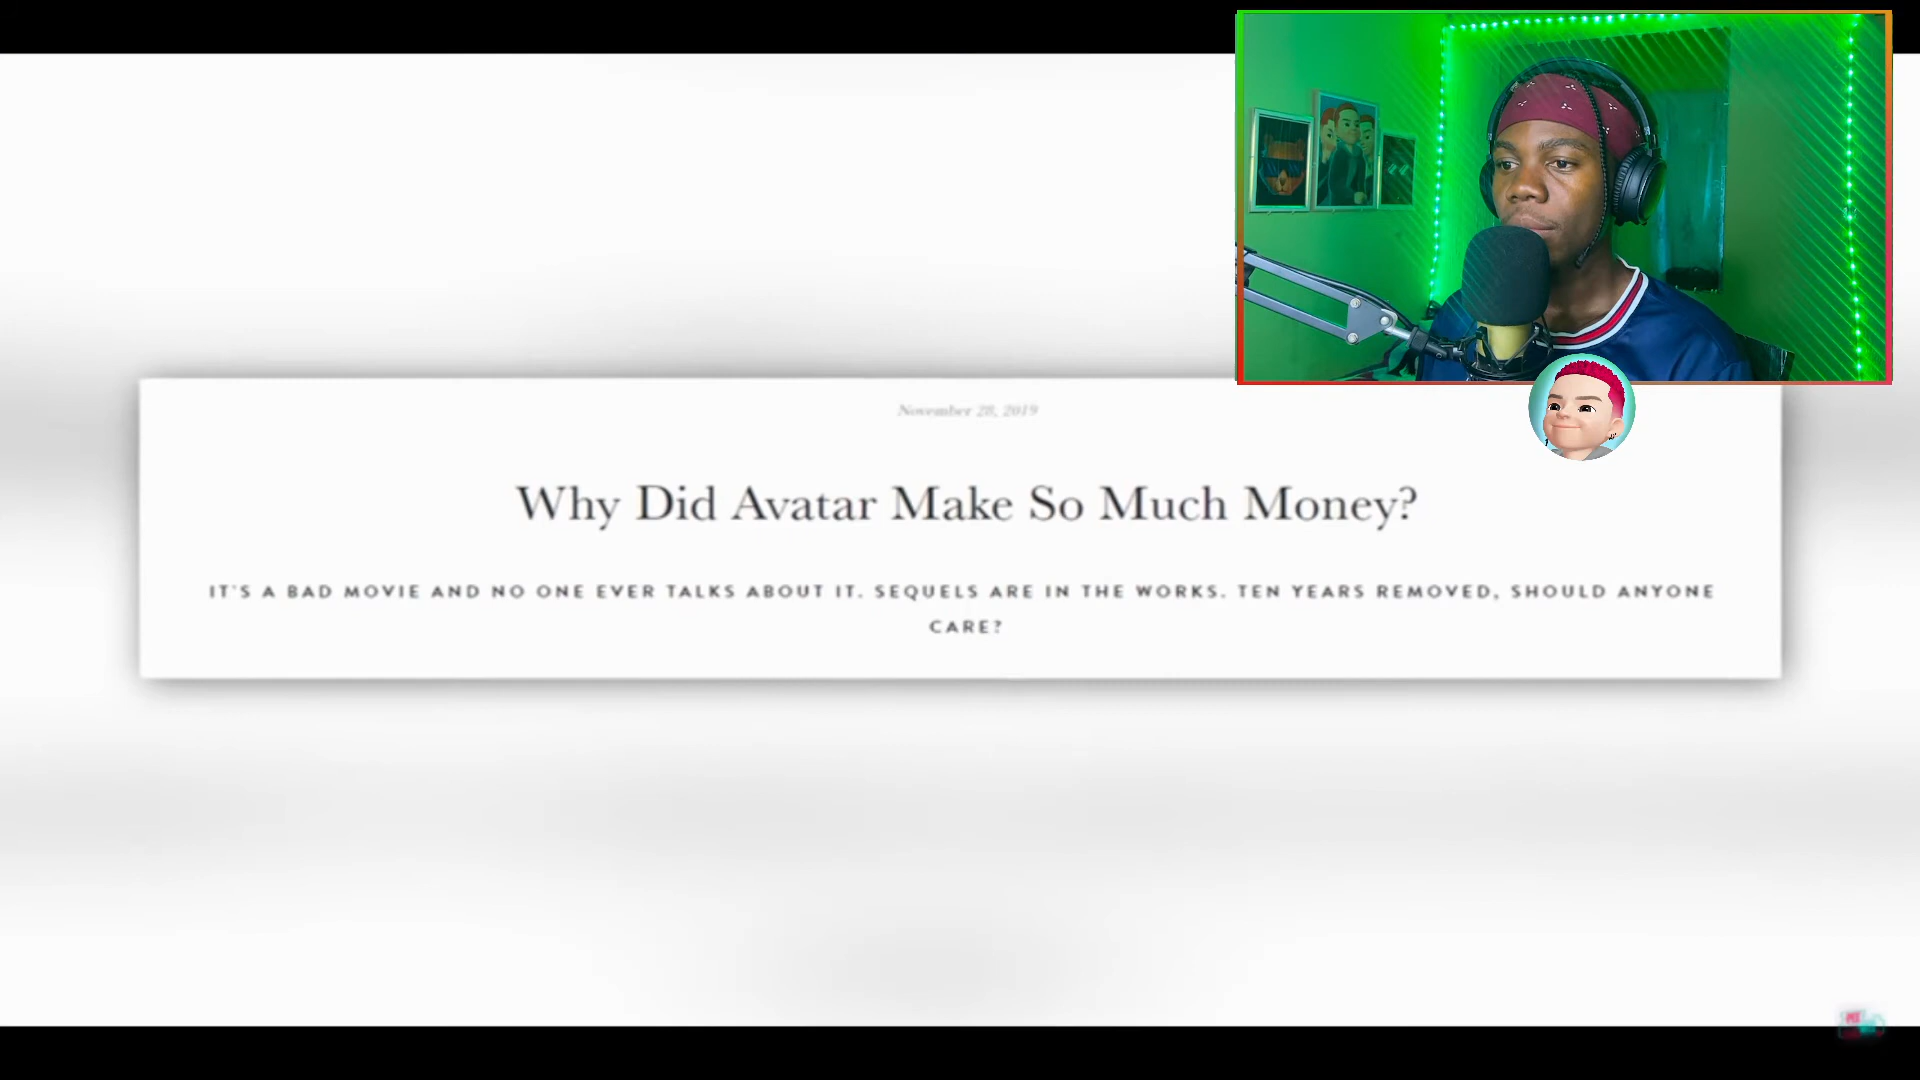 November 28, 2019
Why Did Avatar Make So Much Money?
IT'S A BAD MOVIE AND NO ONE EVER TALKS ABOUT IT. SEQUELS ARE IN THE WORKS. TEN YEARS REMOVED, SHOULD ANYONE
CARE?